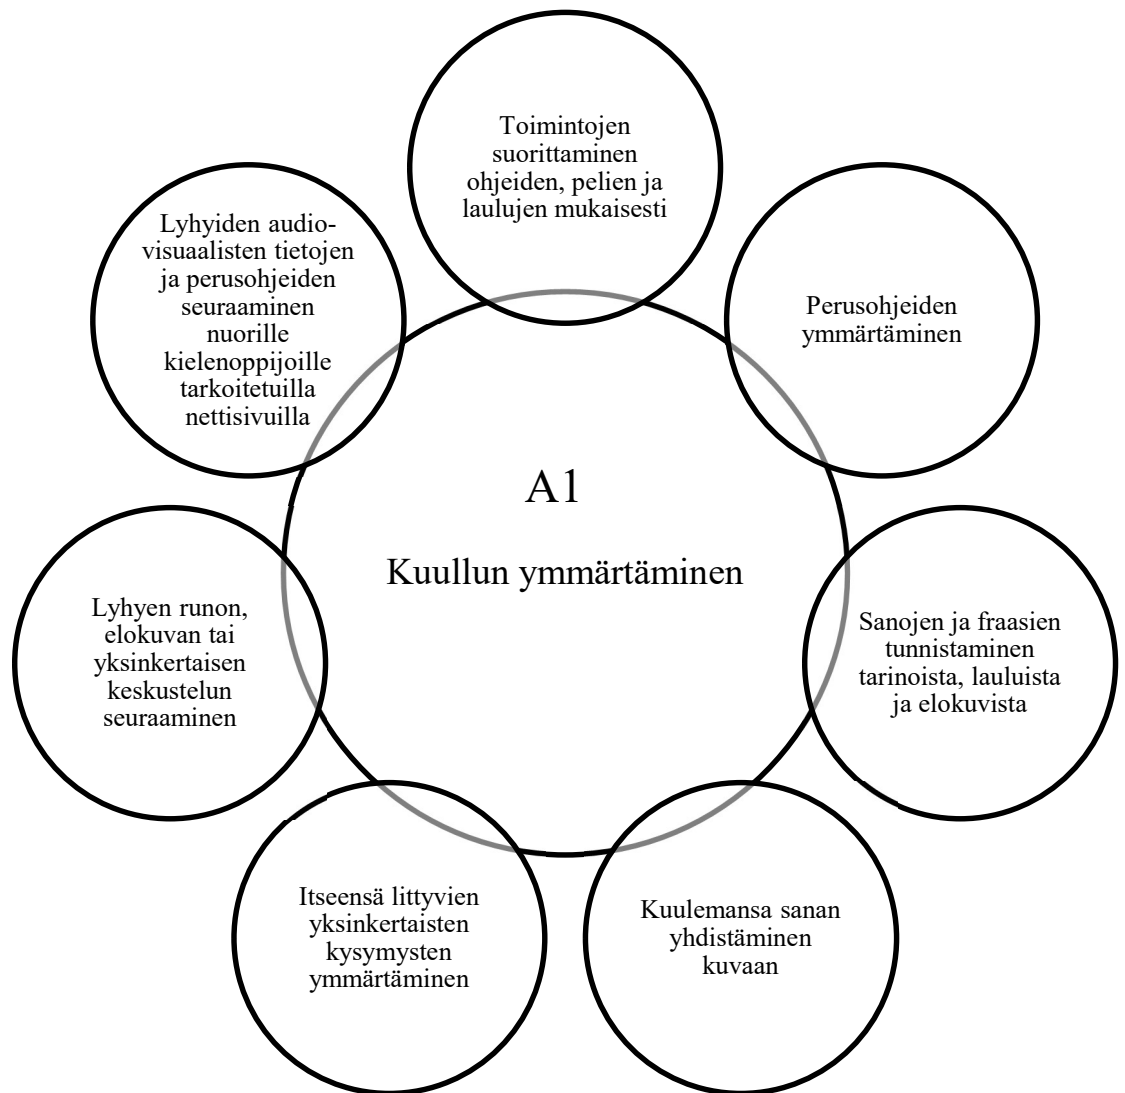 Toimintojen
suorittaminen
ohjeiden, pelien ja
laulujen mukaisesti
Perusohjeiden
ymmärtäminen
Sanojen ja fraasien
tunnistaminen
tarinoista, lauluista
ja elokuvista
Kuulemansa sanan
yhdistäminen
kuvaan
Itseensä littyvien
yksinkertaisten
kysymysten
ymmärtäminen
Lyhyen runon,
elokuvan tai
yksinkertaisen
keskustelun
seuraaminen
Lyhyiden audio-
visuaalisten tietojen
ja perusohjeiden
seuraaminen
nuorille
kielenoppijoille
tarkoitetuilla
nettisivuilla
A1
Kuullun ymmärtäminen